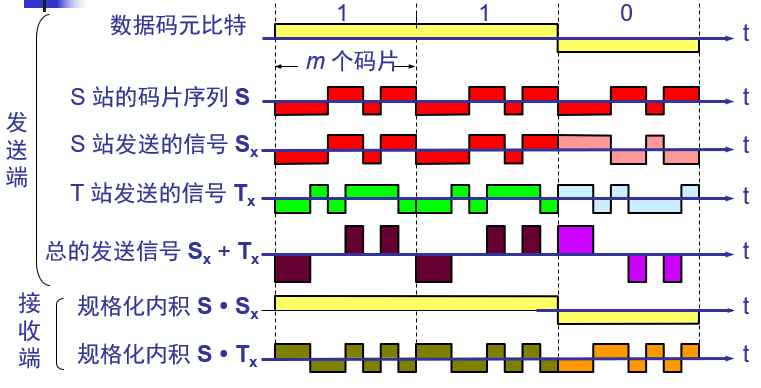 1 1 0
数据码元比特 t
m 个码片
S 站的码片序列 S t
发送端
S 站发送的信号 Sx t
T 站发送的信号 Tx t
总的发送信号 Sx + Tx t
接收端
规格化内积 S • Sx t
规格化内积 S • Tx t